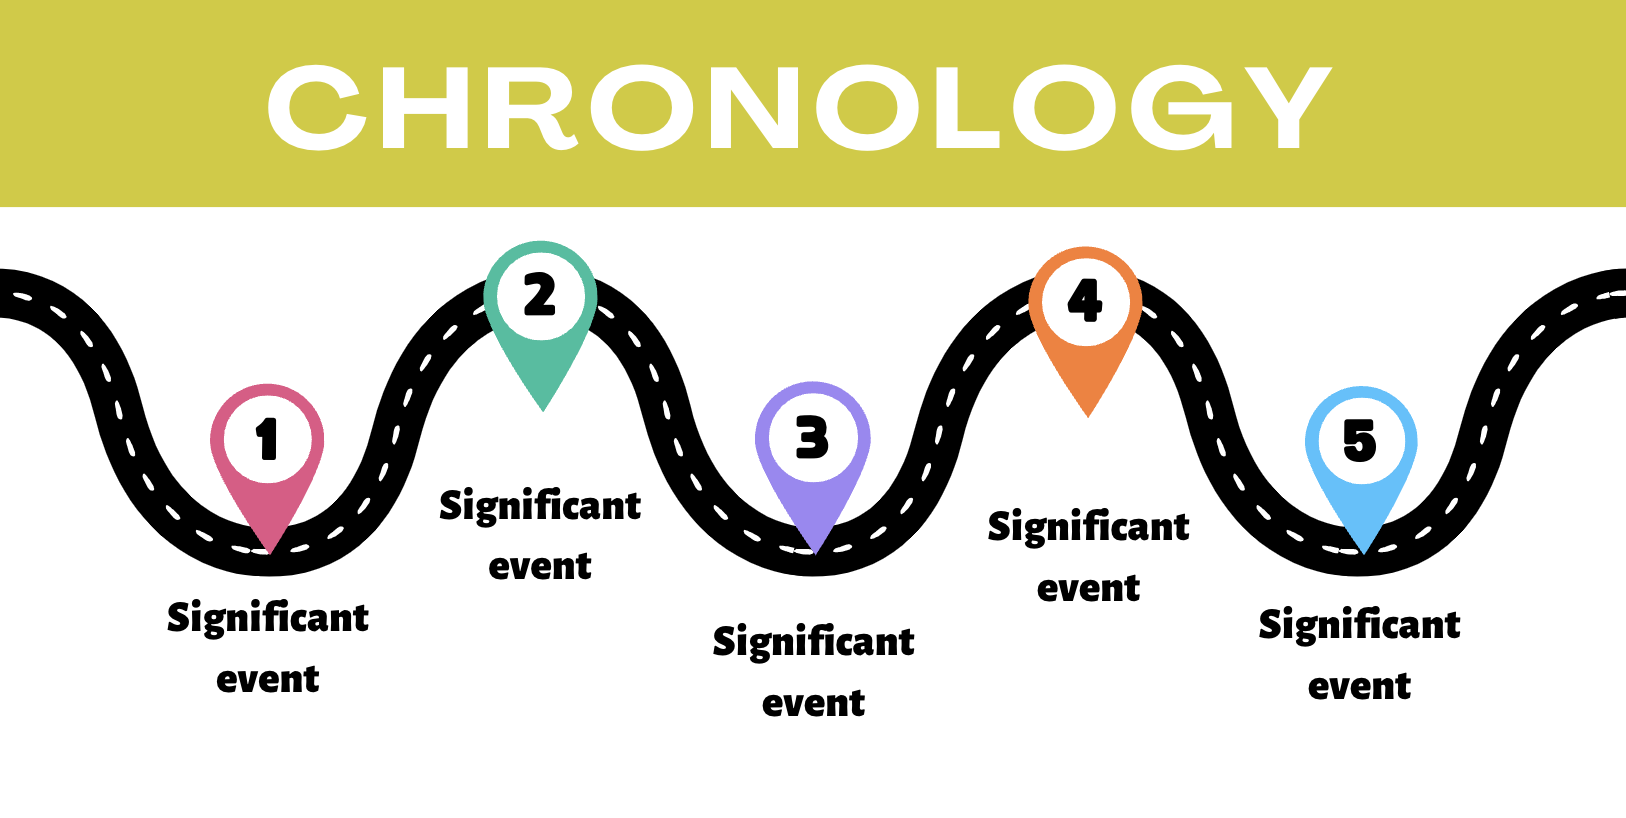 CHRONOLOGY
1
Significant
event
2
Significant
event
3
Significant
event
4
Significant
event
5
Significant
event